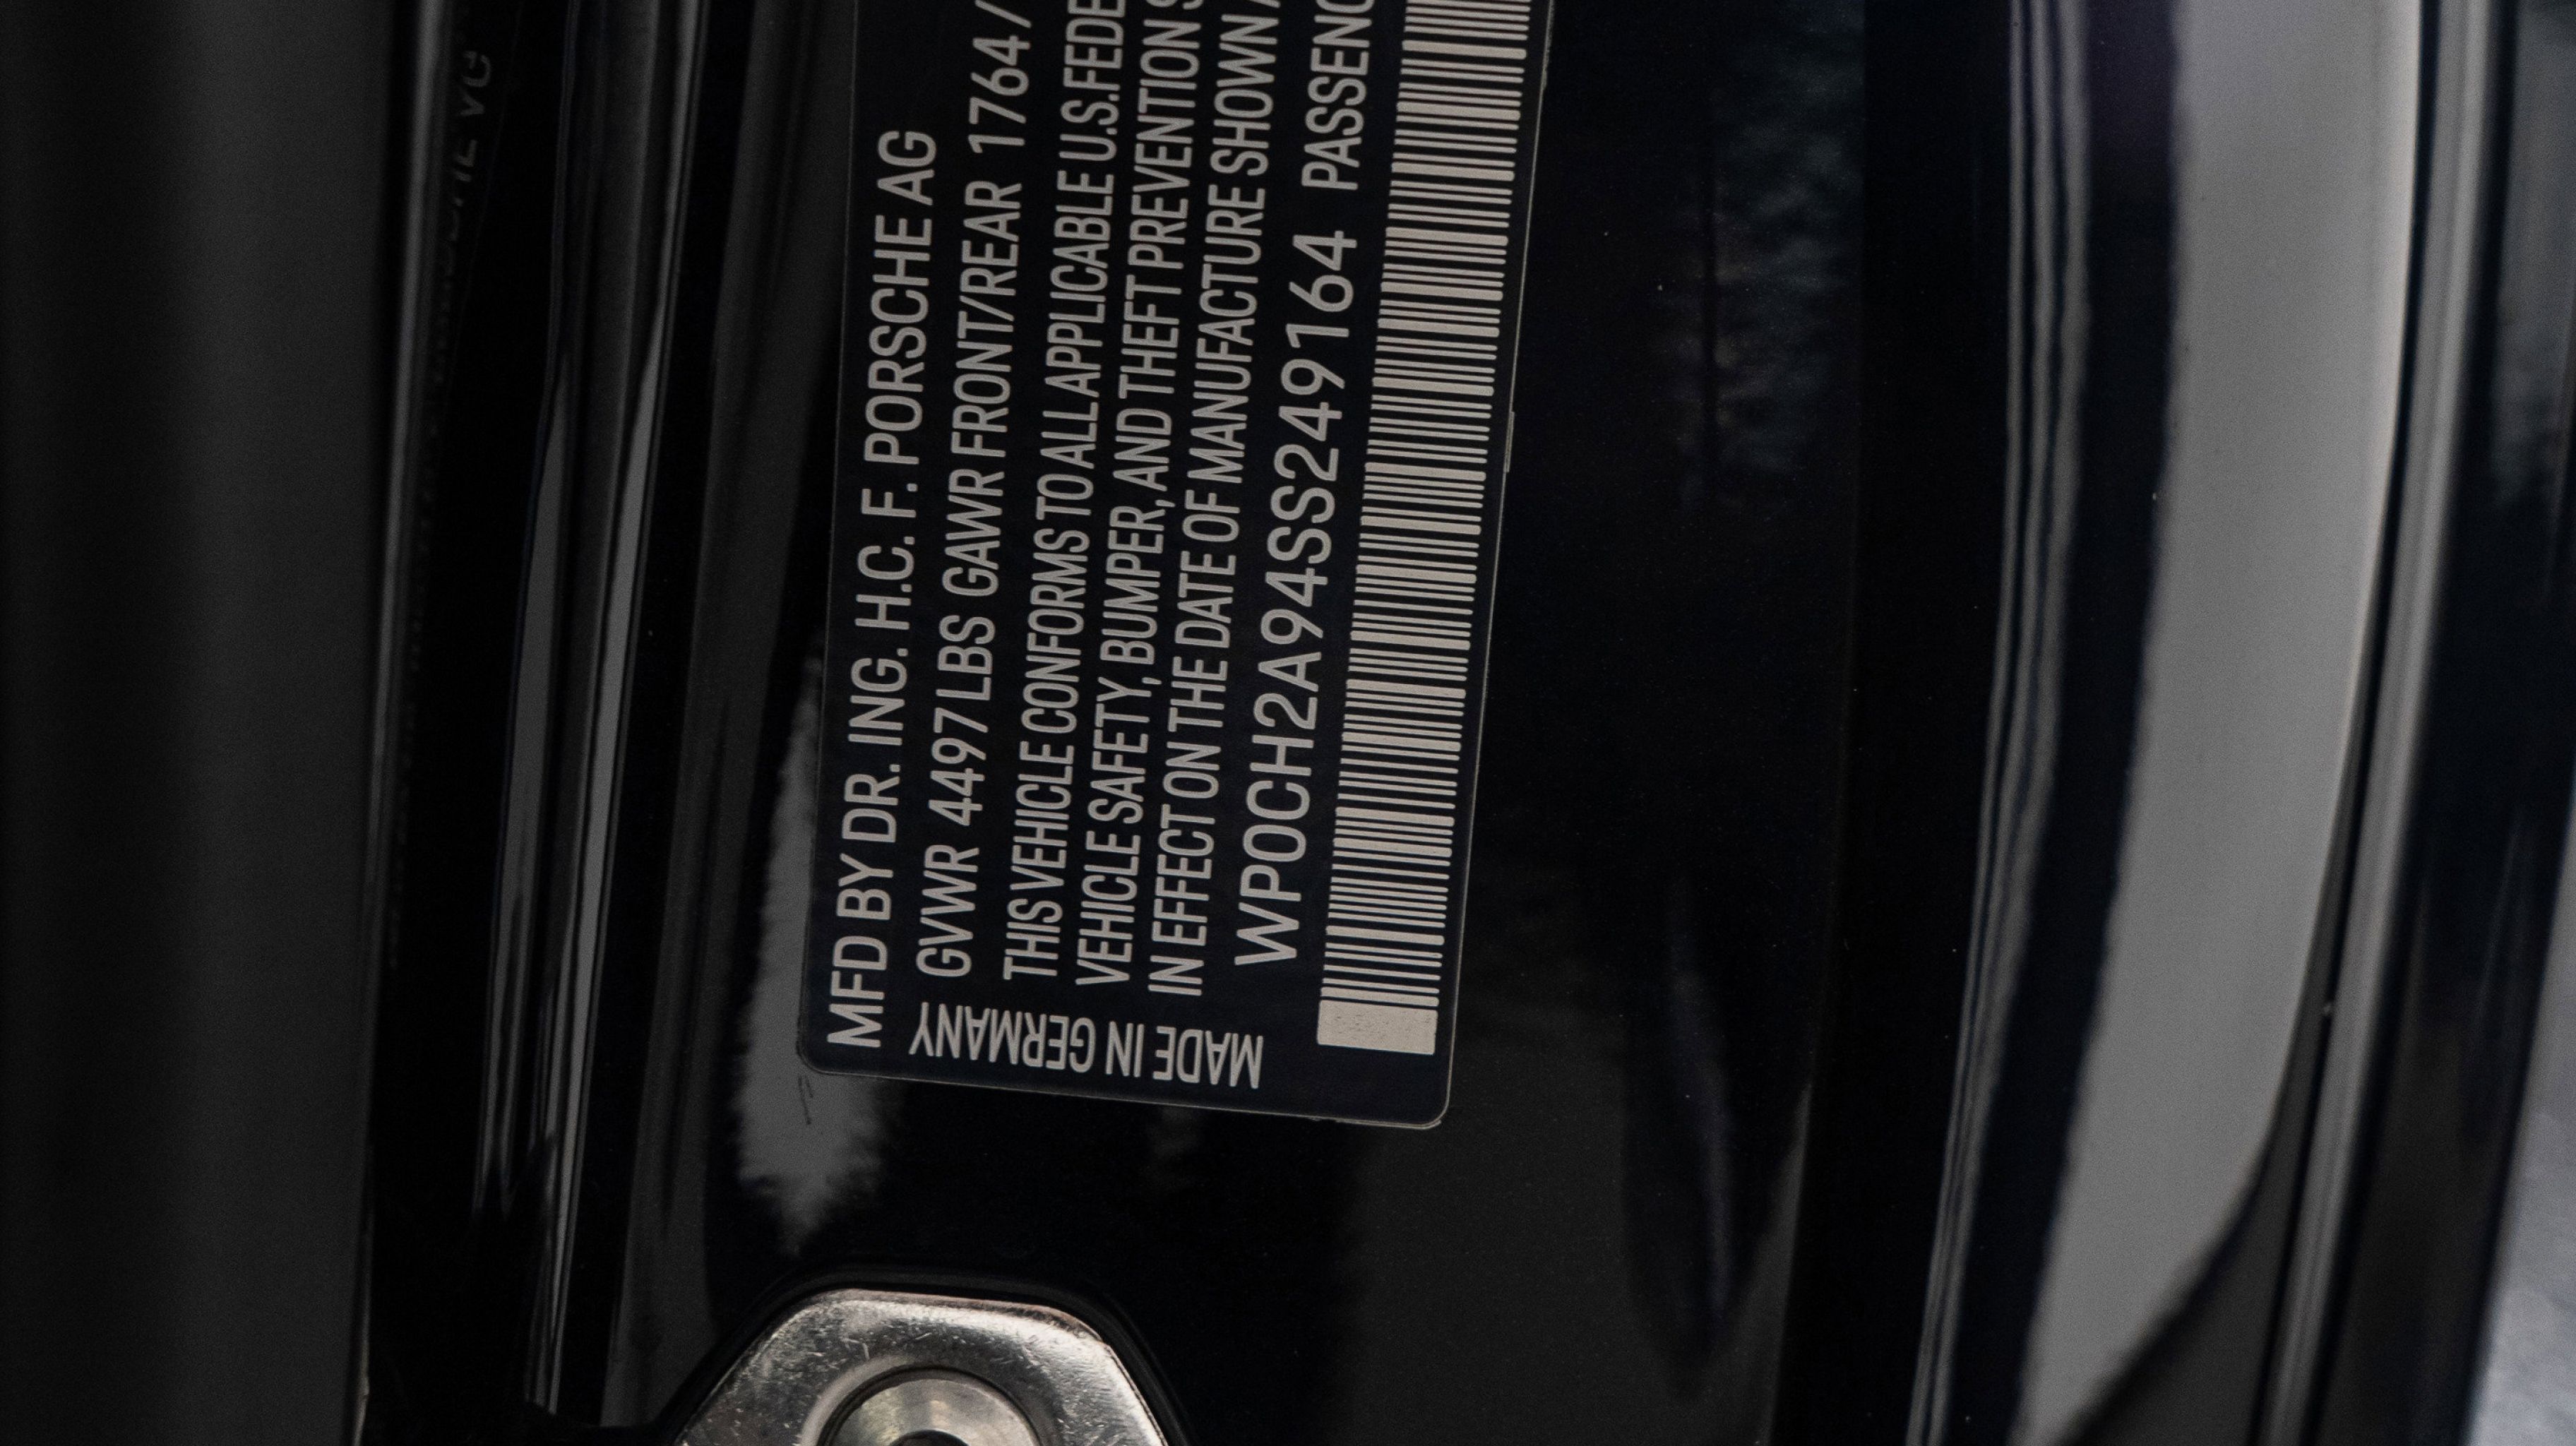 MFD BY DR. ING. H.C. F. PORSCHE AG
GVWR 4497 LBS GAWR FRONT/REAR 1764 /
THIS VEHICLE CONFORMS TO ALL APPLICABLE U.S. FEDE
VEHICLE SAFETY, BUMPER, AND THEFT PREVENTION S
IN EFFECT ON THE DATE OF MANUFACTURE SHOWN A
WP0CH2A94SS249164 PASSENG
MADE IN GERMANY